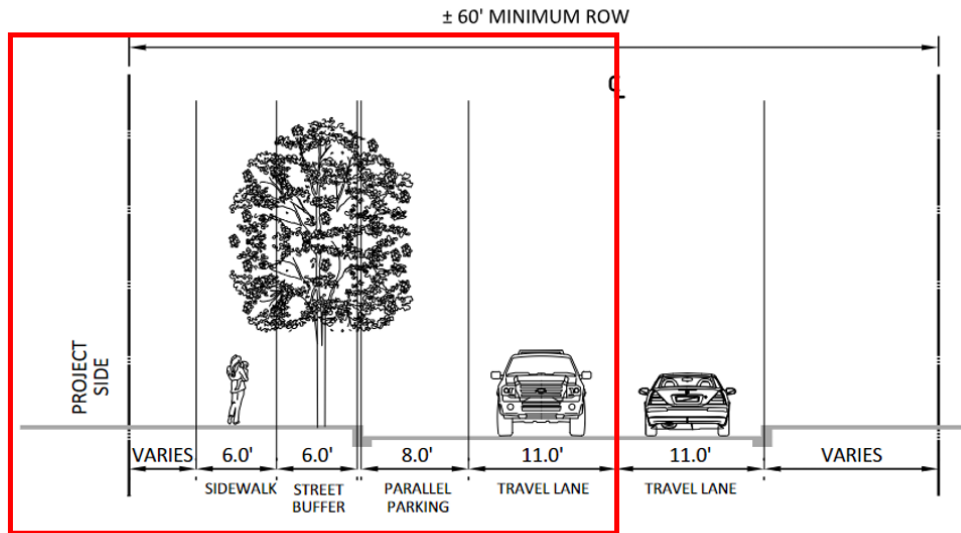 ± 60' MINIMUM ROW
℄
PROJECT
SIDE
VARIES
6.0'
6.0'
8.0'
11.0'
11.0'
VARIES
SIDEWALK
STREET
BUFFER
PARALLEL
PARKING
TRAVEL LANE
TRAVEL LANE